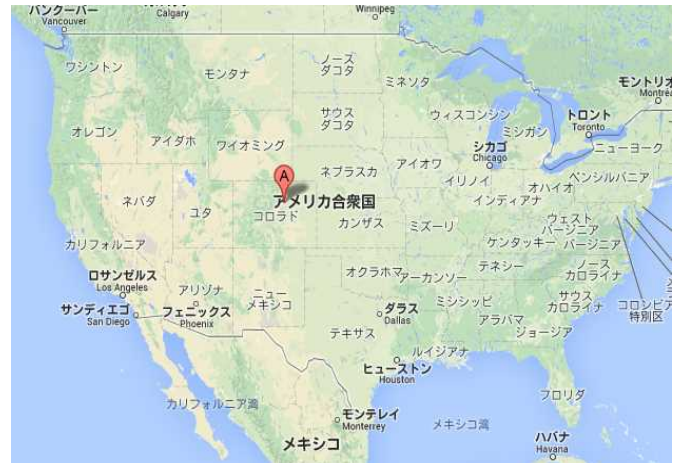 バンクーバー
Vancouver
Calgary
Winnipeg
ワシントン
モンタナ
ノース
ダコタ
ミネソタ
モントリオ
Montrea
オレゴン
アイダホ
ワイオミング
サウス
ダコタ
ウィスコンシン
ミシガン
トロント
Toronto
ニューヨーク
シカゴ
Chicago
A
ネブラスカ
アイオワ
イリノイ
オハイオ
ペンシルバニア
インディアナ
ネバダ
ユタ
アメリカ合衆国
コロラド
カンザス
ミズーリ
ウェスト
バージニア
ケンタッキー
バージニア
カリフォルニア
ロサンゼルス
Los Angeles
アリゾナ
ニュー
メキシコ
オクラホマ
アーカンソー
テネシー
ノース
カロライナ
サンディエゴ
San Diego
フェニックス
Phoenix
ダラス
Dallas
ミシシッピ
アラバマ
サウス
カロライナ
コロンビア
特別区
テキサス
ジョージア
ルイジアナ
ヒューストン
Houston
カリフォルニア湾
フロリダ
モンテレイ
Monterrey
メキシコ湾
メキシコ
ハバナ
Havana